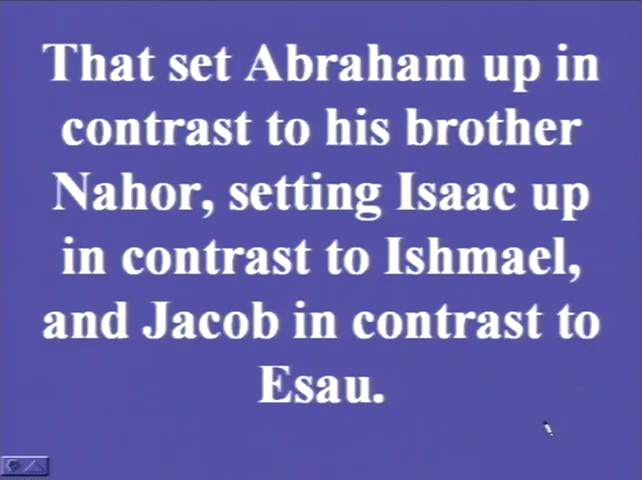 That set Abraham up in
contrast to his brother
Nahor, setting Isaac up
in contrast to Ishmael,
and Jacob in contrast to
Esau.